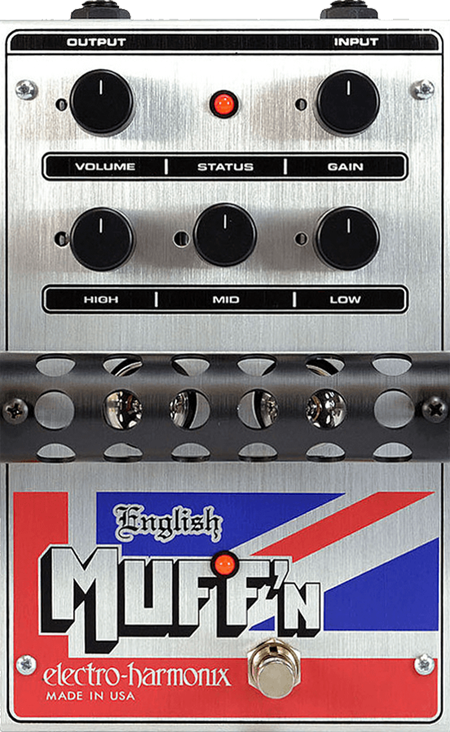 OUTPUT INPUT
VOLUME STATUS GAIN
HIGH MID LOW
English
MUFF'N
electro-harmonix
MADE IN USA